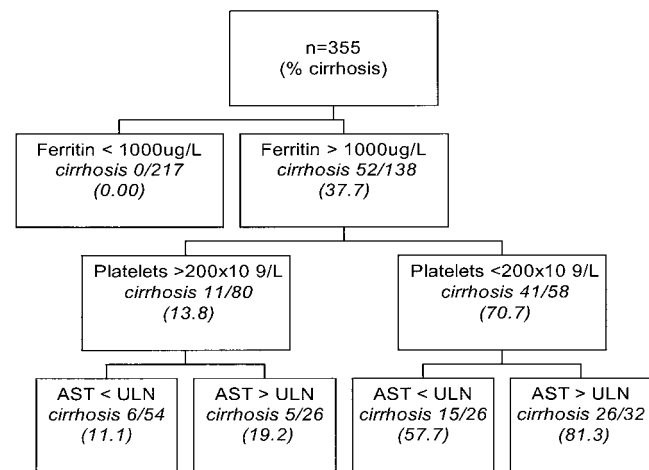 n=355
(% cirrhosis)
Ferritin < 1000ug/L
cirrhosis 0/217
(0.00)
Ferritin > 1000ug/L
cirrhosis 52/138
(37.7)
Platelets >200x10 9/L
cirrhosis 11/80
(13.8)
Platelets <200x10 9/L
cirrhosis 41/58
(70.7)
AST < ULN
cirrhosis 6/54
(11.1)
AST > ULN
cirrhosis 5/26
(19.2)
AST < ULN
cirrhosis 15/26
(57.7)
AST > ULN
cirrhosis 26/32
(81.3)